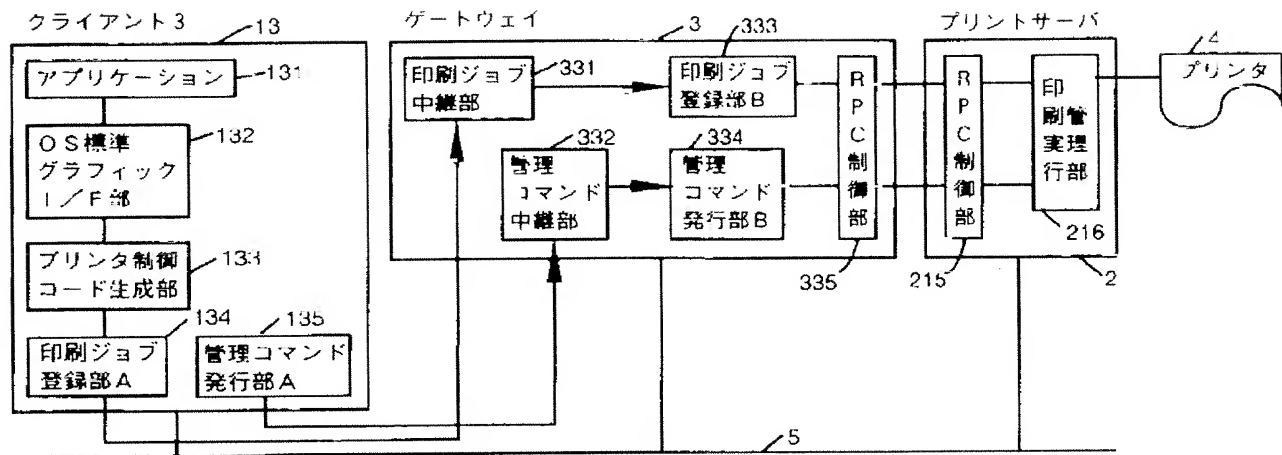 クライアント3
13
アプリケーション
131
OS標準
グラフィック
I/F部
132
プリンタ制御
コード生成部
133
134
印刷ジョブ
登録部A
135
管理コマンド
発行部A
ゲートウェイ
3
印刷ジョブ
中継部
331
333
印刷ジョブ
登録部B
332
管理
コマンド
中継部
334
管理
コマンド
発行部B
RPC制御部
335
プリントサーバ
RPC制御部
215
印刷管理
実行部
216
2
4
プリンタ
5